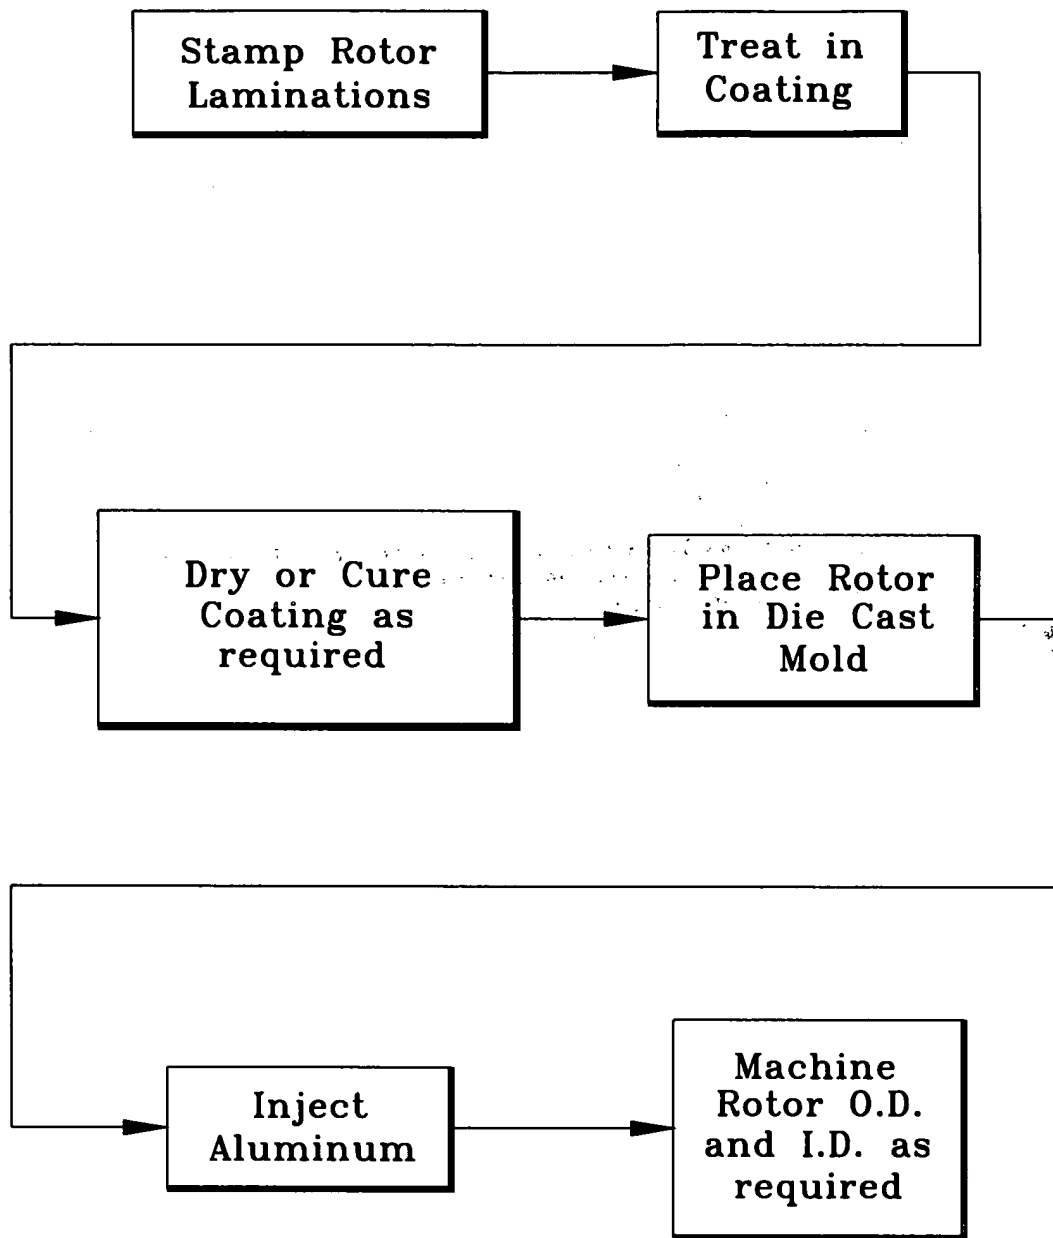 Stamp Rotor
Laminations
Treat in
Coating
Dry or Cure
Coating as
required
Place Rotor
in Die Cast
Mold
Inject
Aluminum
Machine
Rotor O.D.
and I.D. as
required